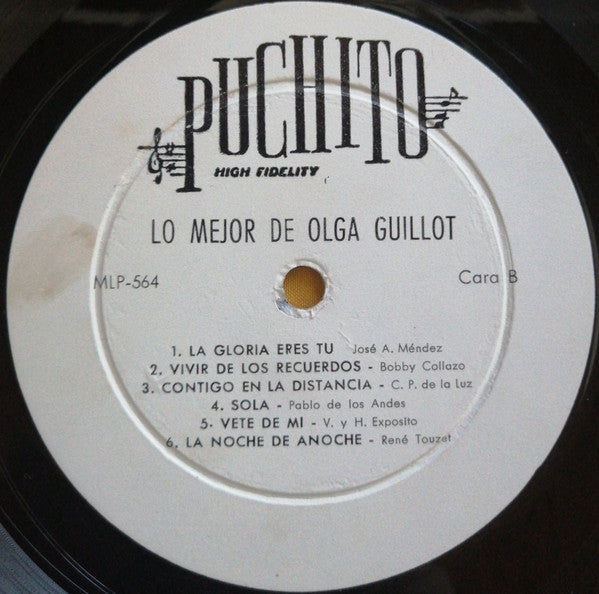 PUCHITO
HIGH FIDELITY
LO MEJOR DE OLGA GUILLOT
MLP-564 Cara B
1. LA GLORIA ERES TU José A. Méndez
2. VIVIR DE LOS RECUERDOS - Bobby Collazo
3. CONTIGO EN LA DISTANCIA - C. P. de la Luz
4. SOLA - Pablo de los Andes
5- VETE DE MI - V. y H. Exposito
6. LA NOCHE DE ANOCHE - René Touzet